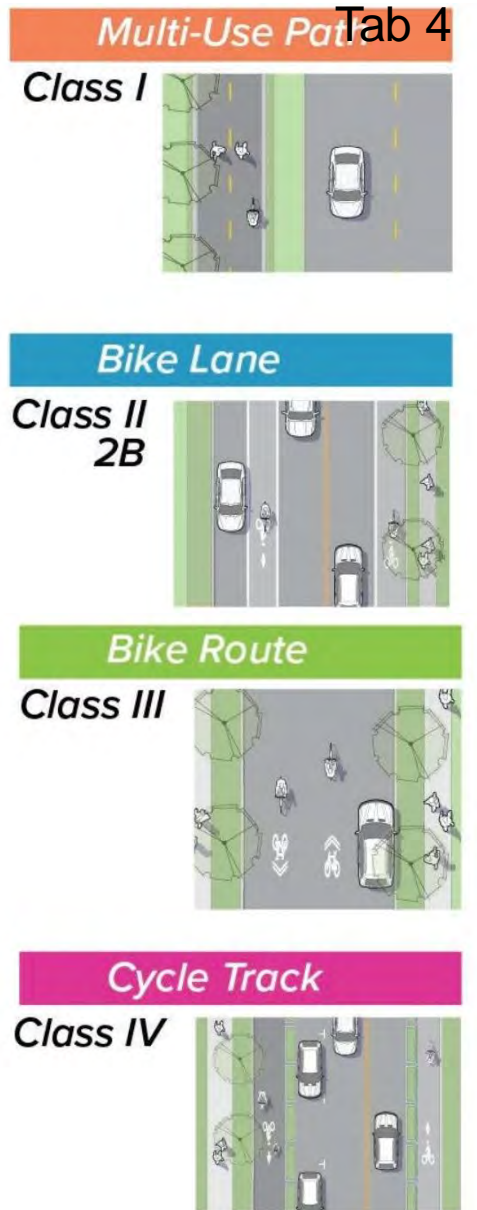 Multi-Use Path
Tab 4
Class I
Bike Lane
Class II
2B
Bike Route
Class III
Cycle Track
Class IV